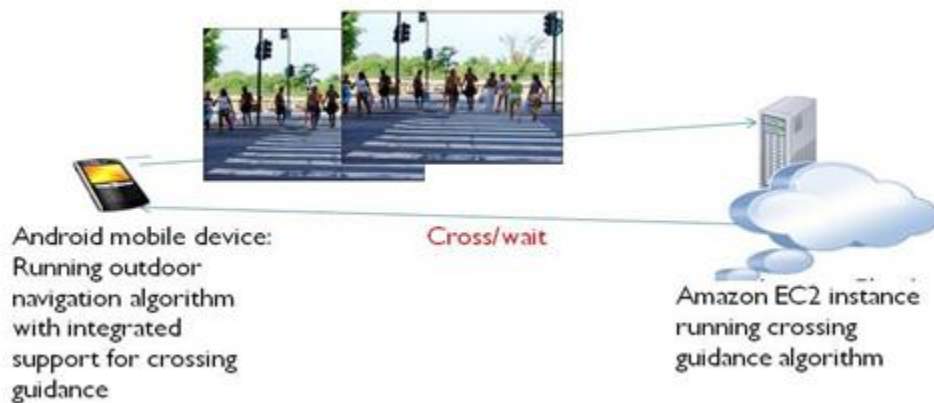 Android mobile device:
Running outdoor
navigation algorithm
with integrated
support for crossing
guidance
Cross/wait
Amazon EC2 instance
running crossing
guidance algorithm